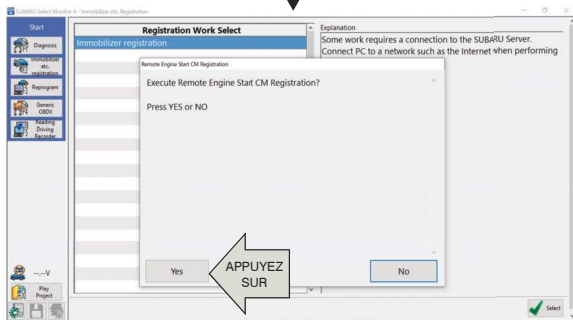 SUBARU Select Monitor 4 - Immobilizer etc. Registration
Start
Diagnosis
Immobilizer
etc.
registration
Reprogram
Generic
OBDII
Reading
Driving
Recorder
--.--V
Play
Project
Registration Work Select
Immobilizer registration
Explanation
Some work requires a connection to the SUBARU Server.
Connect PC to a network such as the Internet when performing
Remote Engine Start CM Registration
Execute Remote Engine Start CM Registration?
Press YES or NO
Yes
APPUYEZ
SUR
No
Select